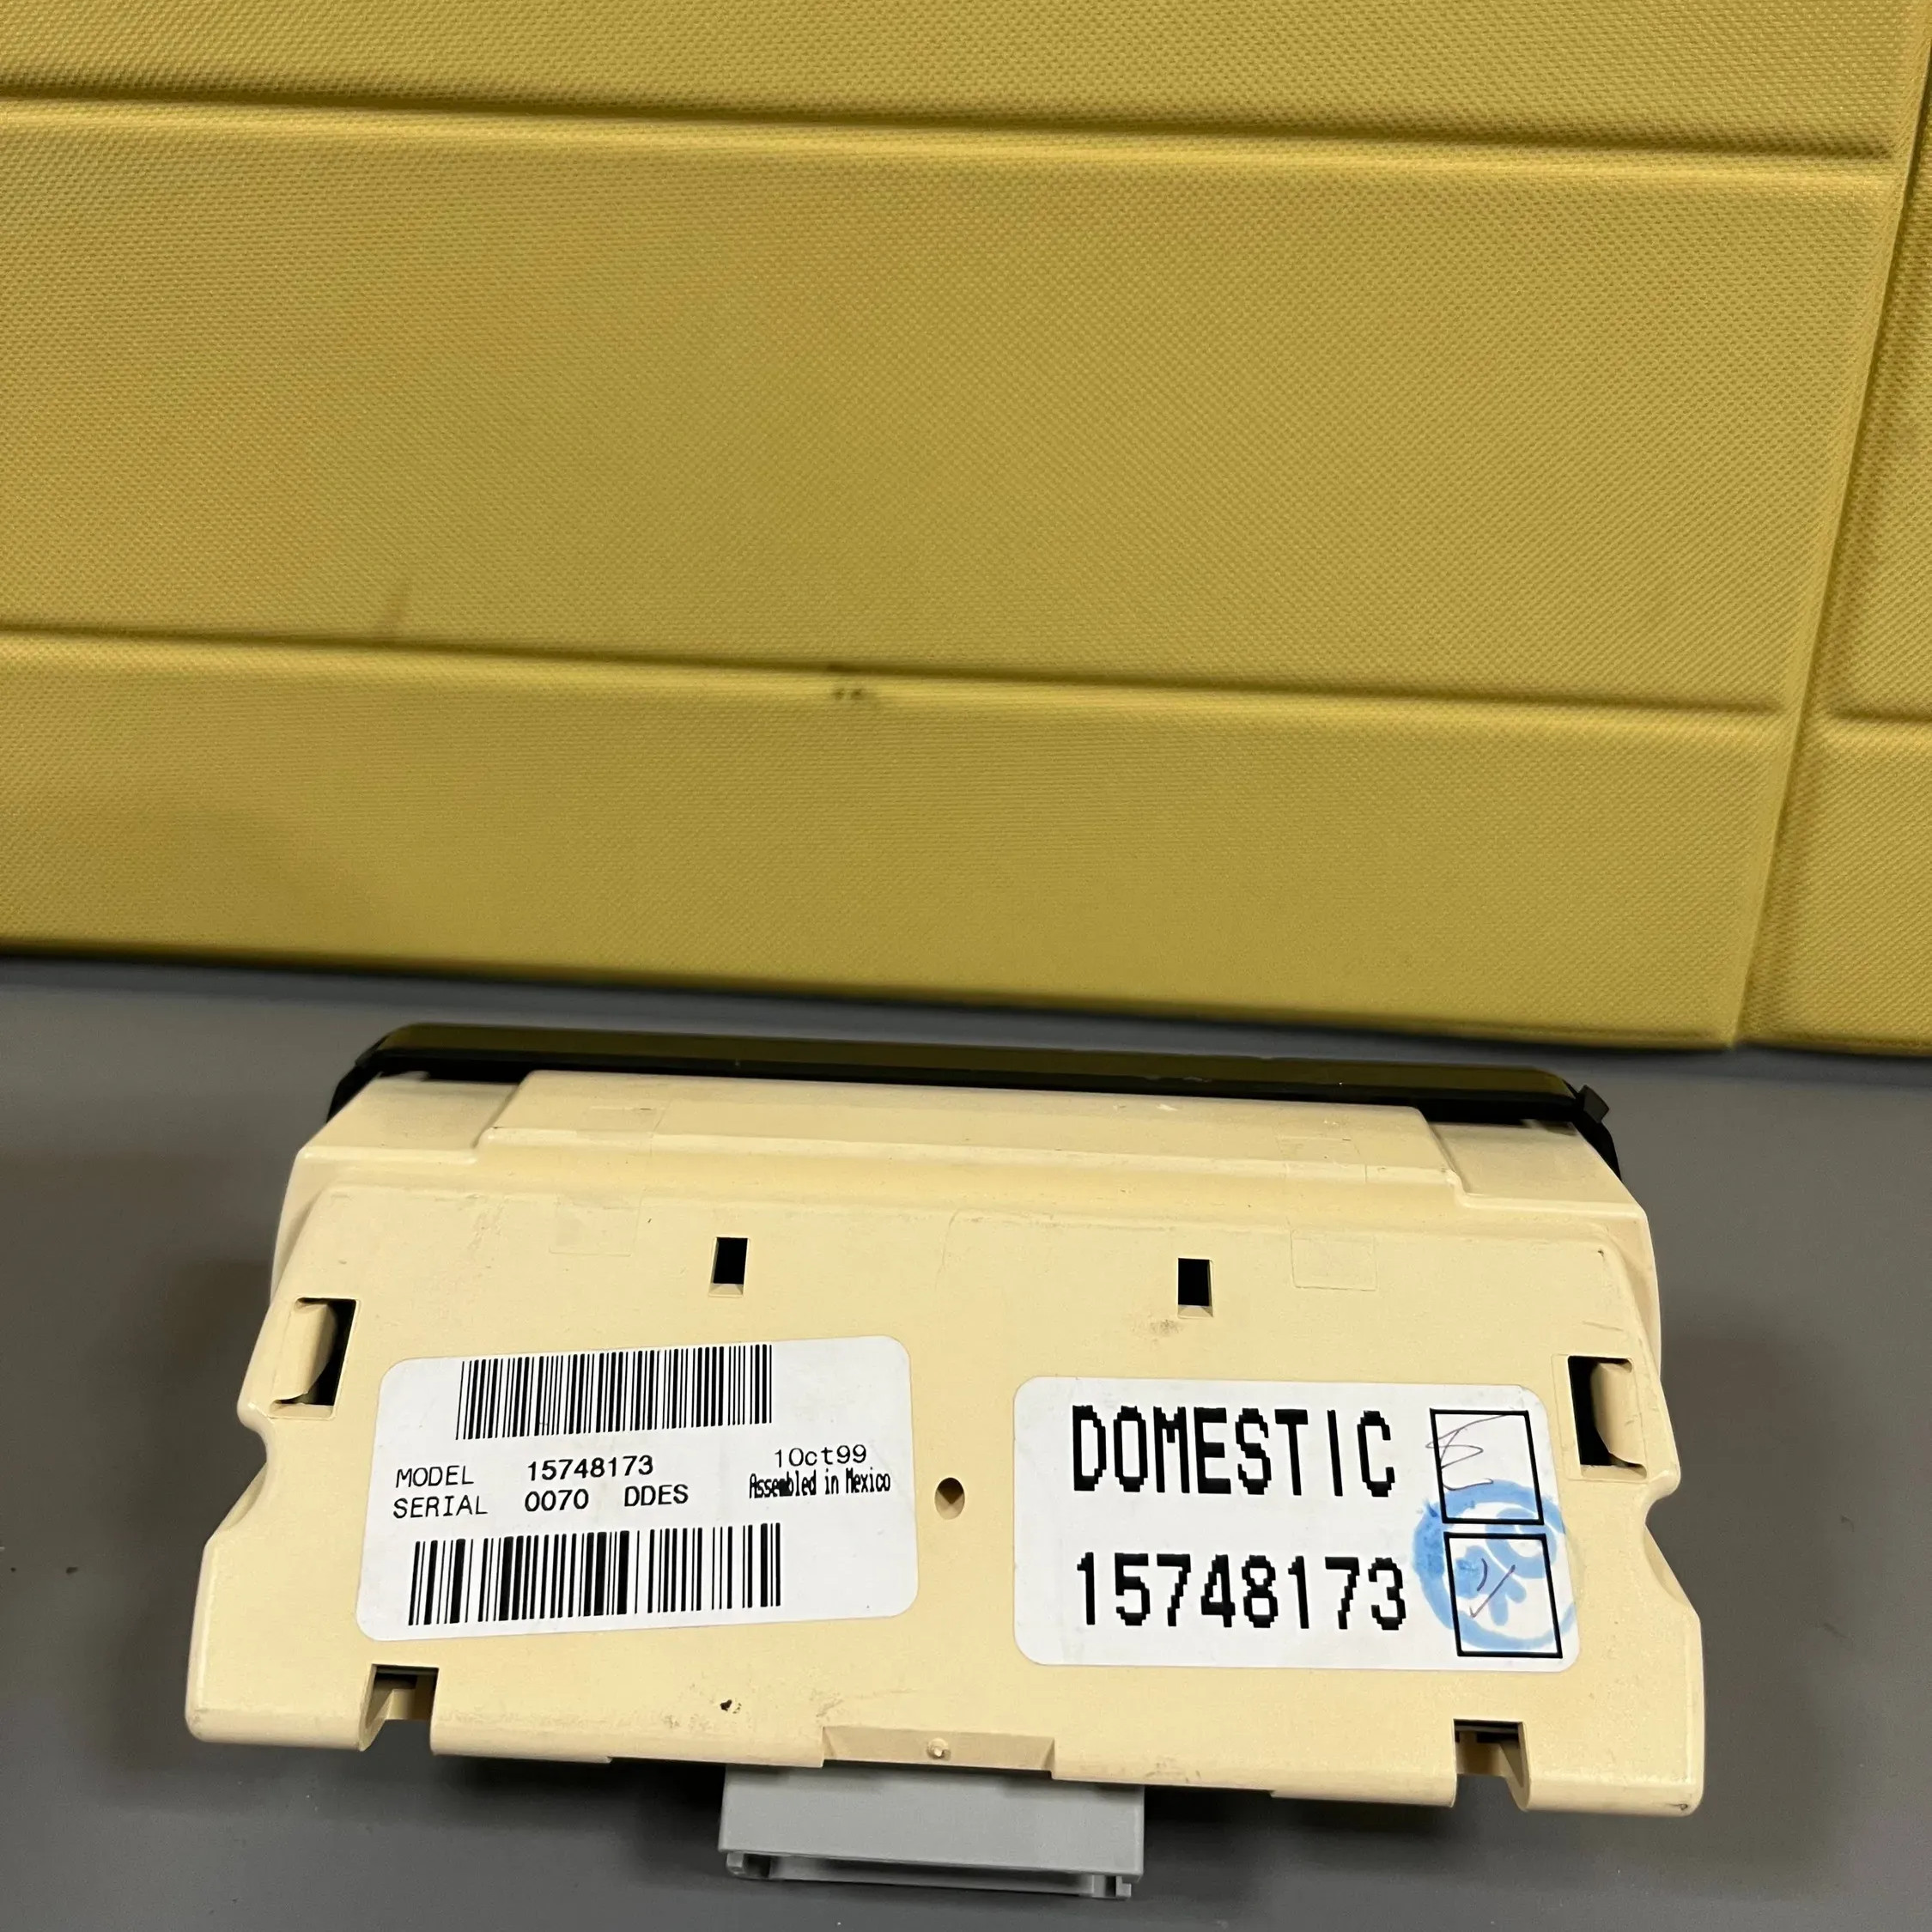 MODEL 15748173 1Oct99
SERIAL 0070 DDES Assembled in Mexico
DOMESTIC
15748173